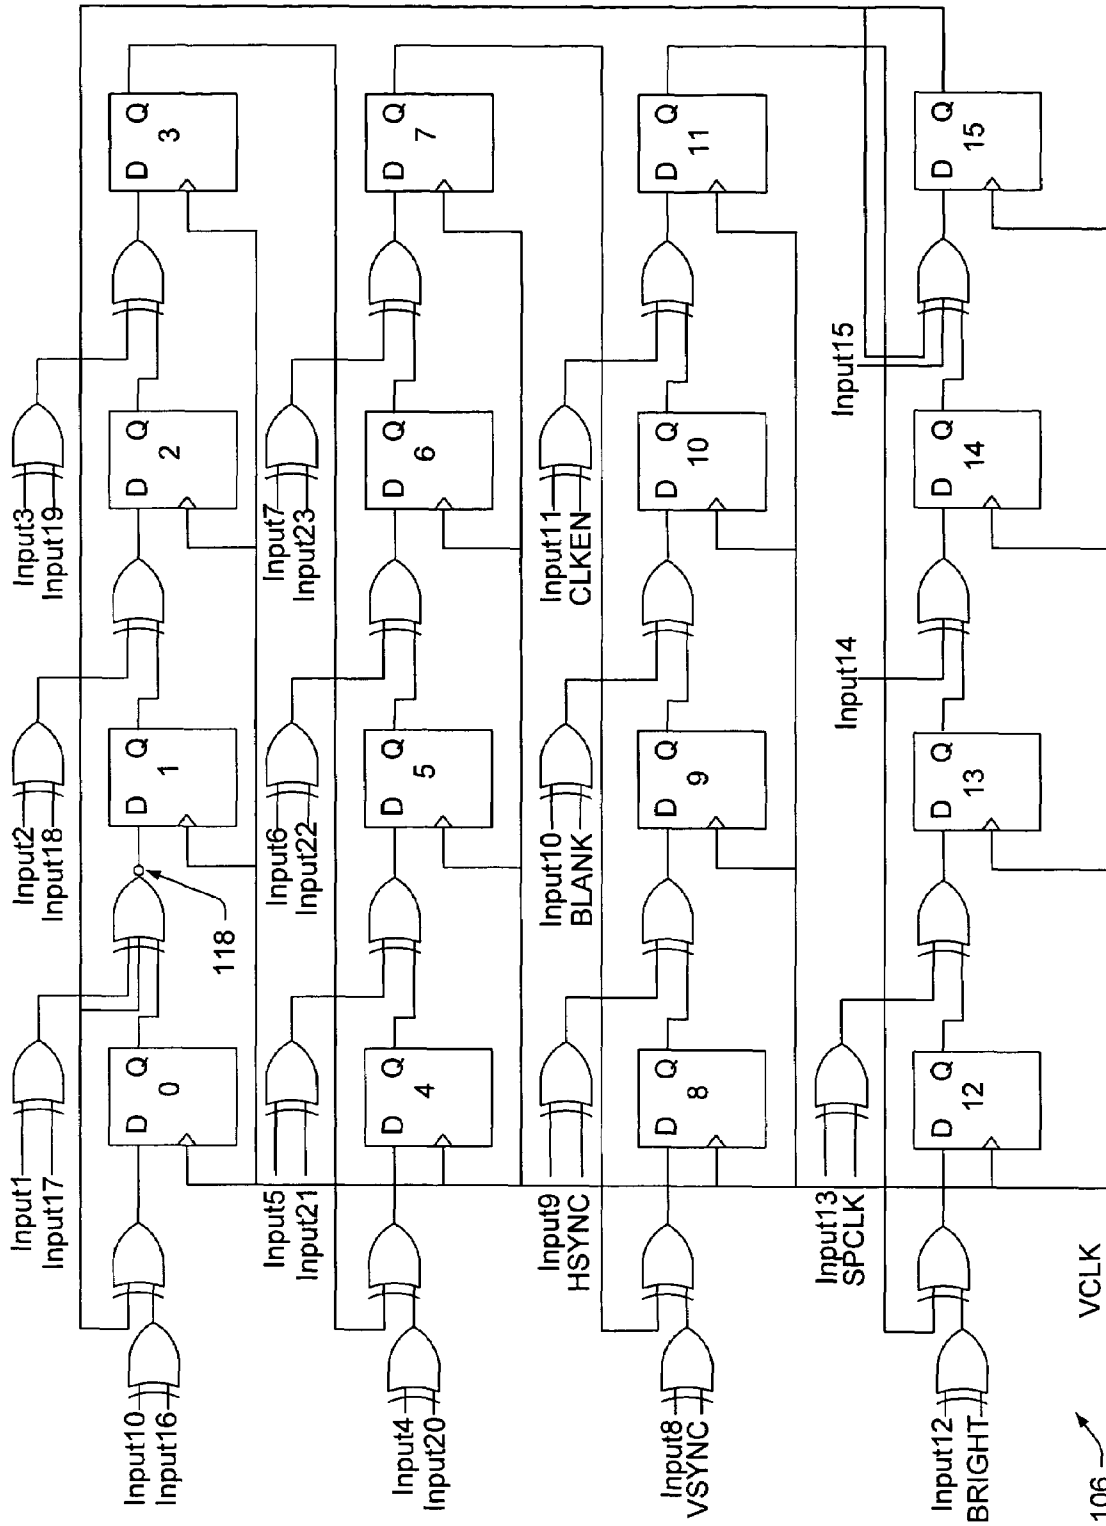 Input1
Input17
Input2
Input18
Input3
Input19
Input10
Input16
D Q
0
D Q
1
D Q
2
D Q
3
118
Input5
Input21
Input6
Input22
Input7
Input23
Input4
Input20
D Q
4
D Q
5
D Q
6
D Q
7
Input9
HSYNC
Input10
BLANK
Input11
CLKEN
Input8
VSYNC
D Q
8
D Q
9
D Q
10
D Q
11
Input13
SPCLK
Input14
Input15
Input12
BRIGHT
D Q
12
D Q
13
D Q
14
D Q
15
VCLK
106